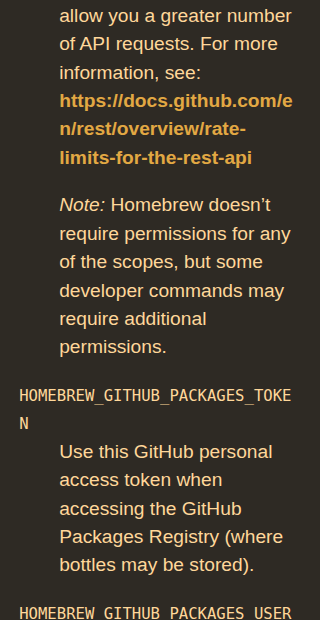 allow you a greater number
of API requests. For more
information, see:
https://docs.github.com/e
n/rest/overview/rate-
limits-for-the-rest-api
Note: Homebrew doesn’t
require permissions for any
of the scopes, but some
developer commands may
require additional
permissions.
HOMEBREW_GITHUB_PACKAGES_TOKE
N
Use this GitHub personal
access token when
accessing the GitHub
Packages Registry (where
bottles may be stored).
HOMEBREW_GITHUB_PACKAGES_USER